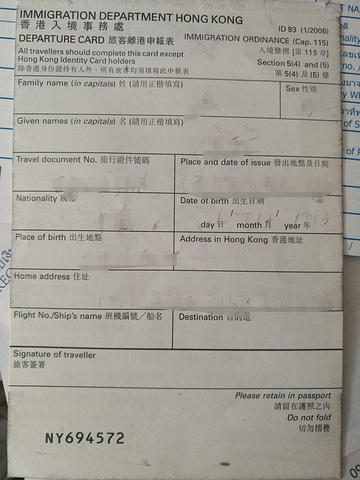 IMMIGRATION DEPARTMENT HONG KONG
香港入境事務處
ID 93 (1/2006)
DEPARTURE CARD 旅客離港申報表
IMMIGRATION ORDINANCE (Cap. 115)
入境條例 [第 115 章]
All travellers should complete this card except
Hong Kong Identity Card holders
除香港身份證持有人外,所有旅客均須填寫此申報表
Section 5(4) and (5)
第 5(4) 及 (5) 條
Family name (in capitals) 姓 (請用正楷填寫)
Sex 性別
Given names (in capitals) 名 (請用正楷填寫)
Travel document No. 旅行證件號碼
Place and date of issue 發出地點及日期
Nationality
Date of birth 出生日期
day 日 month 月 year 年
Place of birth 出生地點
Address in Hong Kong 香港地址
Home address 住址
Flight No./Ship's name 班機編號/船名
Destination 目的地
Signature of traveller
旅客簽署
Please retain in passport
請留在護照之內
Do not fold
切勿摺疊
NY694572